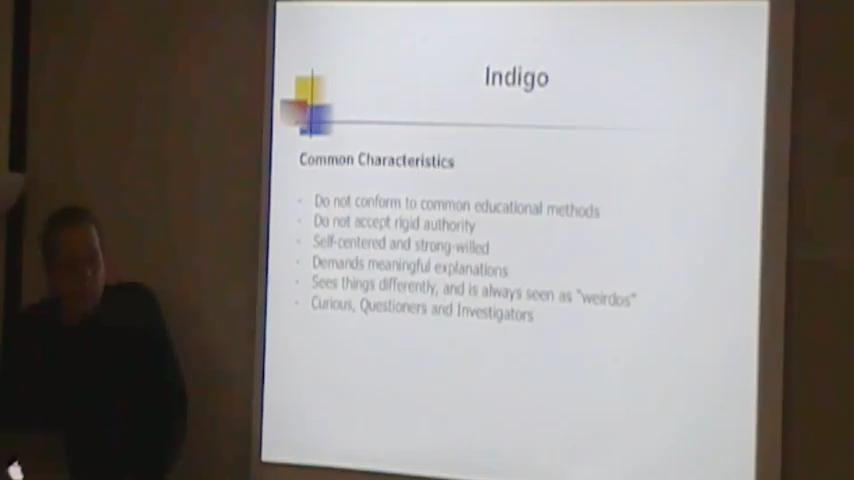 Indigo
Common Characteristics
- Do not conform to common educational methods
- Do not accept rigid authority
- Self-centered and strong-willed
- Demands meaningful explanations
- Sees things differently, and is always seen as "weirdos"
- Curious, Questioners and Investigators